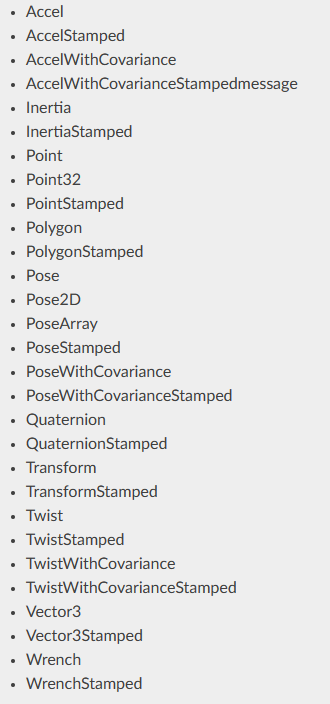 Accel
AccelStamped
AccelWithCovariance
AccelWithCovarianceStampedmessage
Inertia
InertiaStamped
Point
Point32
PointStamped
Polygon
PolygonStamped
Pose
Pose2D
PoseArray
PoseStamped
PoseWithCovariance
PoseWithCovarianceStamped
Quaternion
QuaternionStamped
Transform
TransformStamped
Twist
TwistStamped
TwistWithCovariance
TwistWithCovarianceStamped
Vector3
Vector3Stamped
Wrench
WrenchStamped